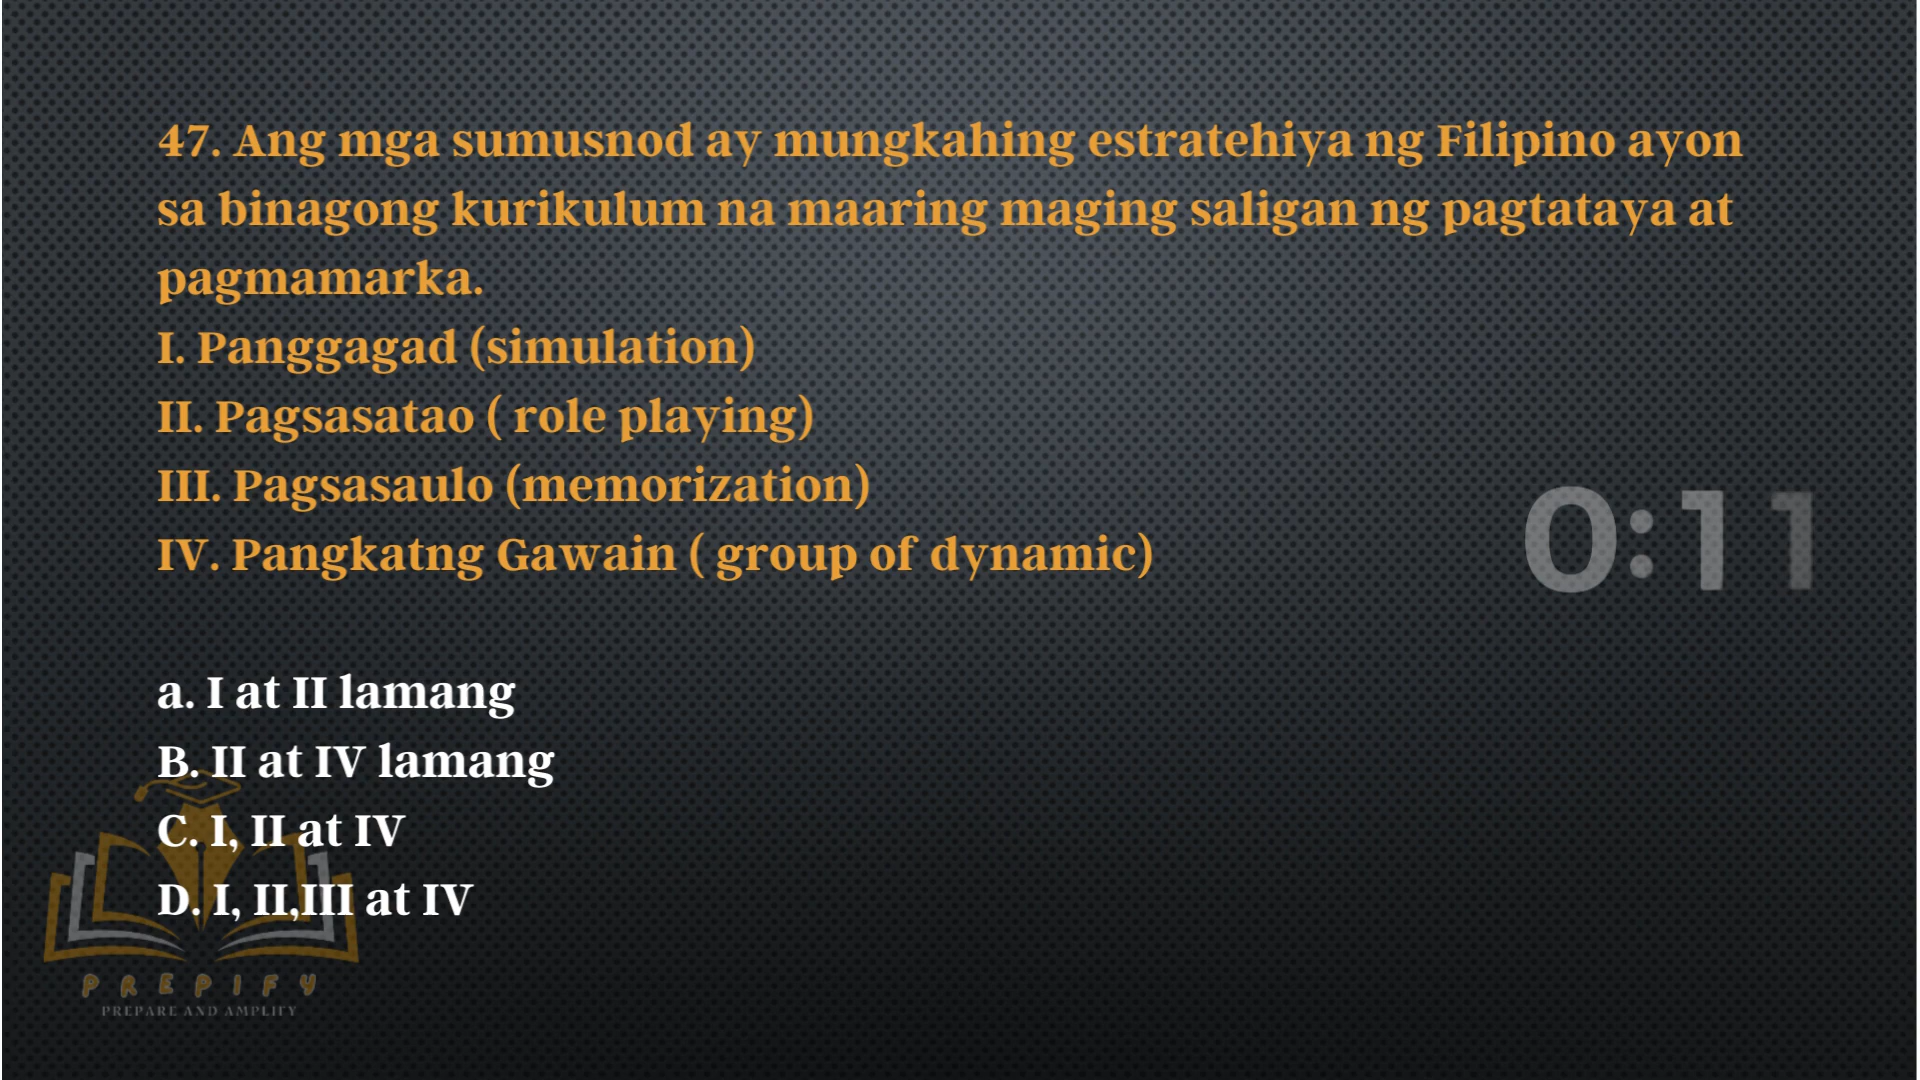 47. Ang mga sumusnod ay mungkahing estratehiya ng Filipino ayon
sa binagong kurikulum na maaring maging saligan ng pagtataya at
pagmamarka.
I. Panggagad (simulation)
II. Pagsasatao ( role playing)
III. Pagsasaulo (memorization)
IV. Pangkatng Gawain ( group of dynamic)
0:11
a. I at II lamang
B. II at IV lamang
C. I, II at IV
D. I, II,III at IV
PREPIFY
PREPARE AND AMPLIFY